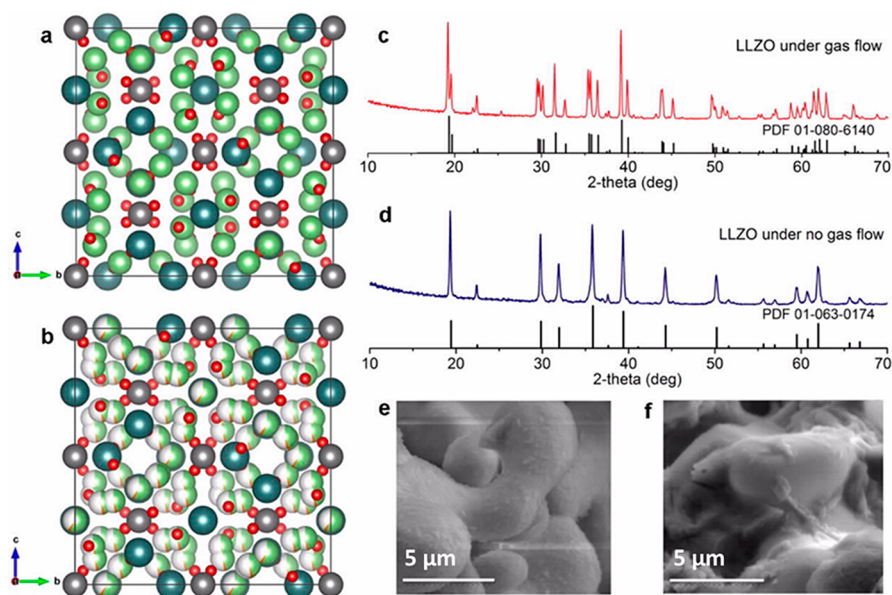 a
c
b
b
c
b
c
LLZO under gas flow
PDF 01-080-6140
10 20 30 40 50 60 70
2-theta (deg)
d
LLZO under no gas flow
PDF 01-063-0174
10 20 30 40 50 60 70
2-theta (deg)
e
5 µm
f
5 µm